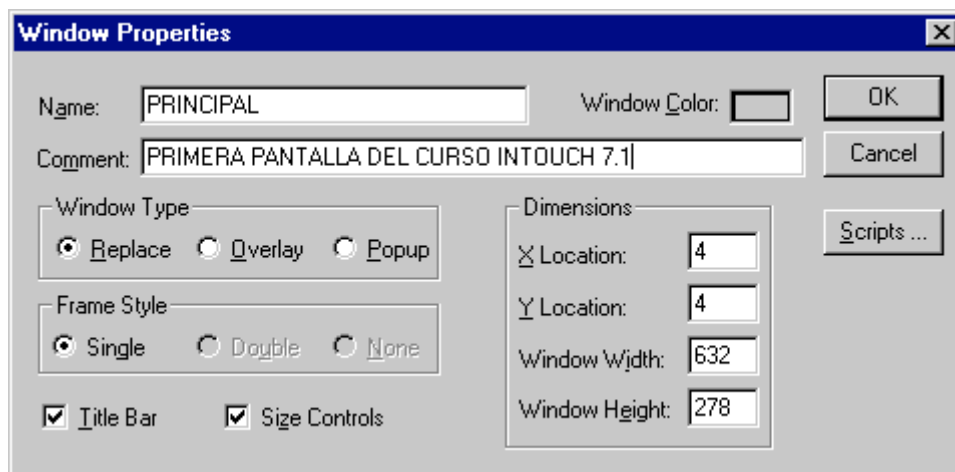 Window Properties
Name: PRINCIPAL Window Color: OK
Comment: PRIMERA PANTALLA DEL CURSO INTOUCH 7.1 Cancel
Window Type Dimensions
Replace Overlay Popup X Location: 4 Scripts ...
Frame Style Y Location: 4
Single Double None Window Width: 632
Title Bar Size Controls Window Height: 278